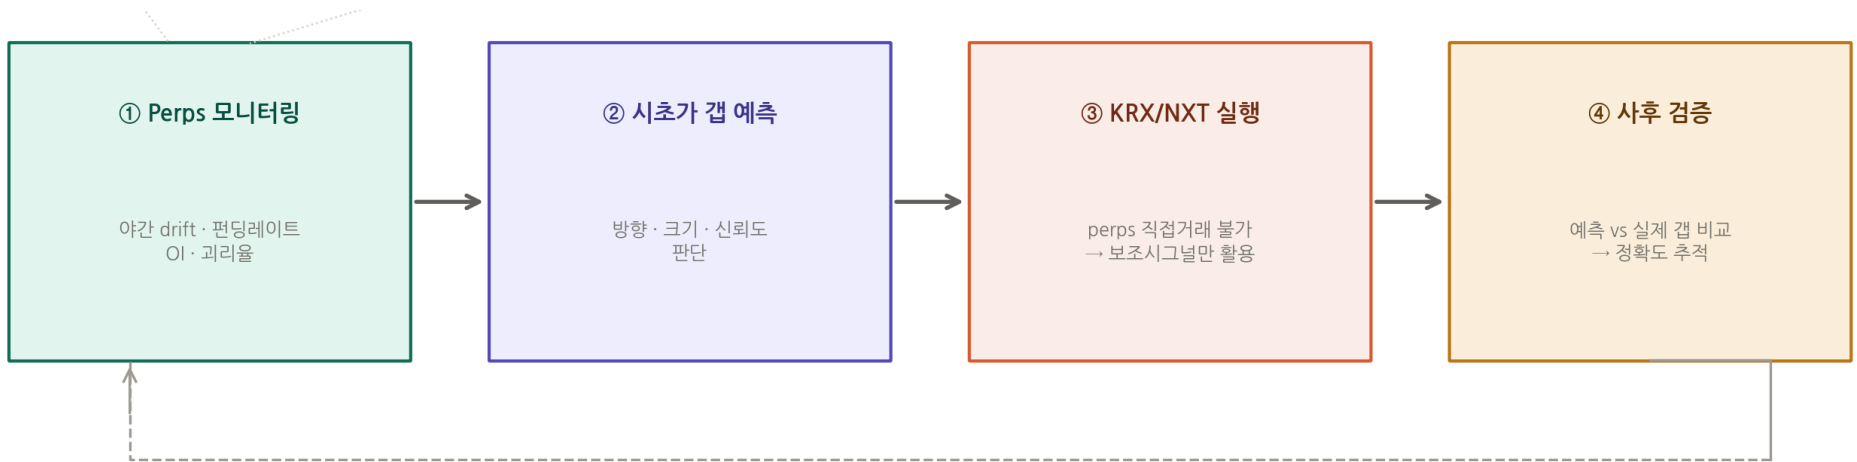 ① Perps 모니터링
야간 drift · 펀딩레이트
OI · 괴리율
② 시초가 갭 예측
방향 · 크기 · 신뢰도
판단
③ KRX/NXT 실행
perps 직접거래 불가
→ 보조시그널만 활용
④ 사후 검증
예측 vs 실제 갭 비교
→ 정확도 추적